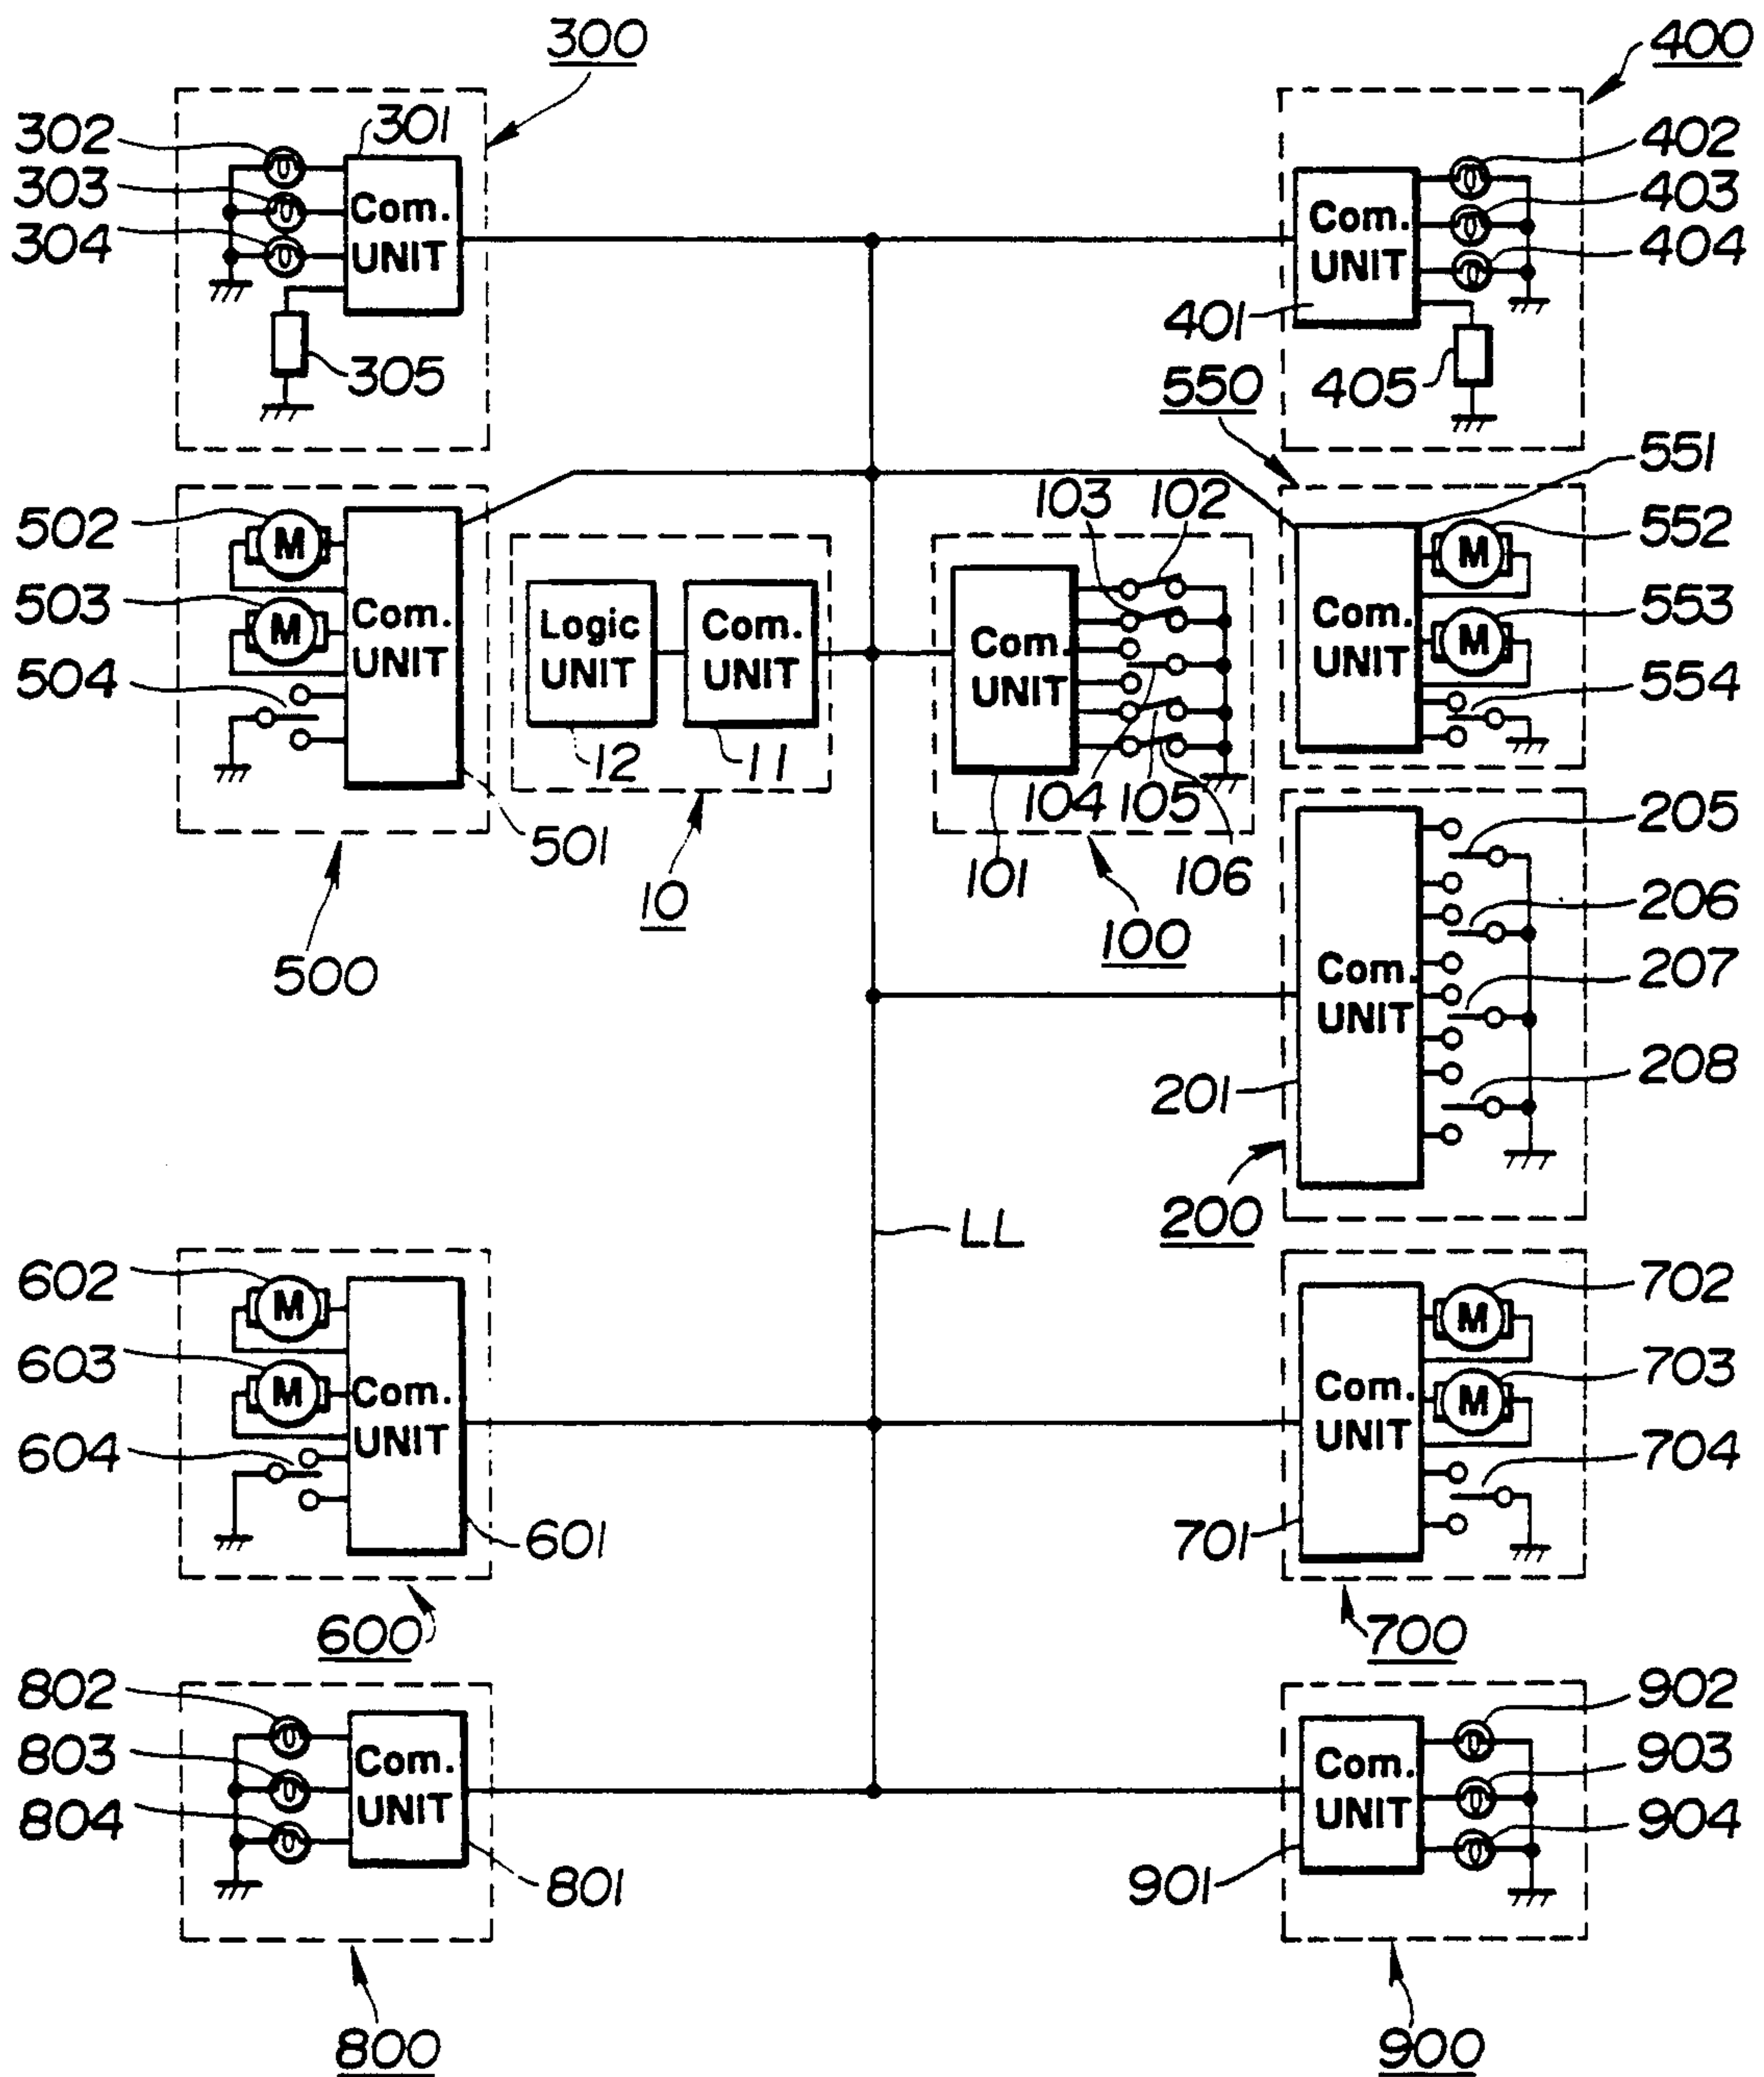 300
400
302
301
303
Com.
UNIT
304
305
402
Com.
UNIT
403
404
401
405
550
551
502
M
503
M
Com.
UNIT
504
501
500
Logic
UNIT
12
Com.
UNIT
11
10
103
102
Com.
UNIT
104
105
106
101
100
552
M
Com.
UNIT
553
M
554
205
206
Com.
UNIT
207
208
201
200
LL
602
M
603
M
Com.
UNIT
604
601
600
702
M
Com.
UNIT
703
M
704
701
700
802
803
Com.
UNIT
804
801
800
902
Com.
UNIT
903
904
901
900